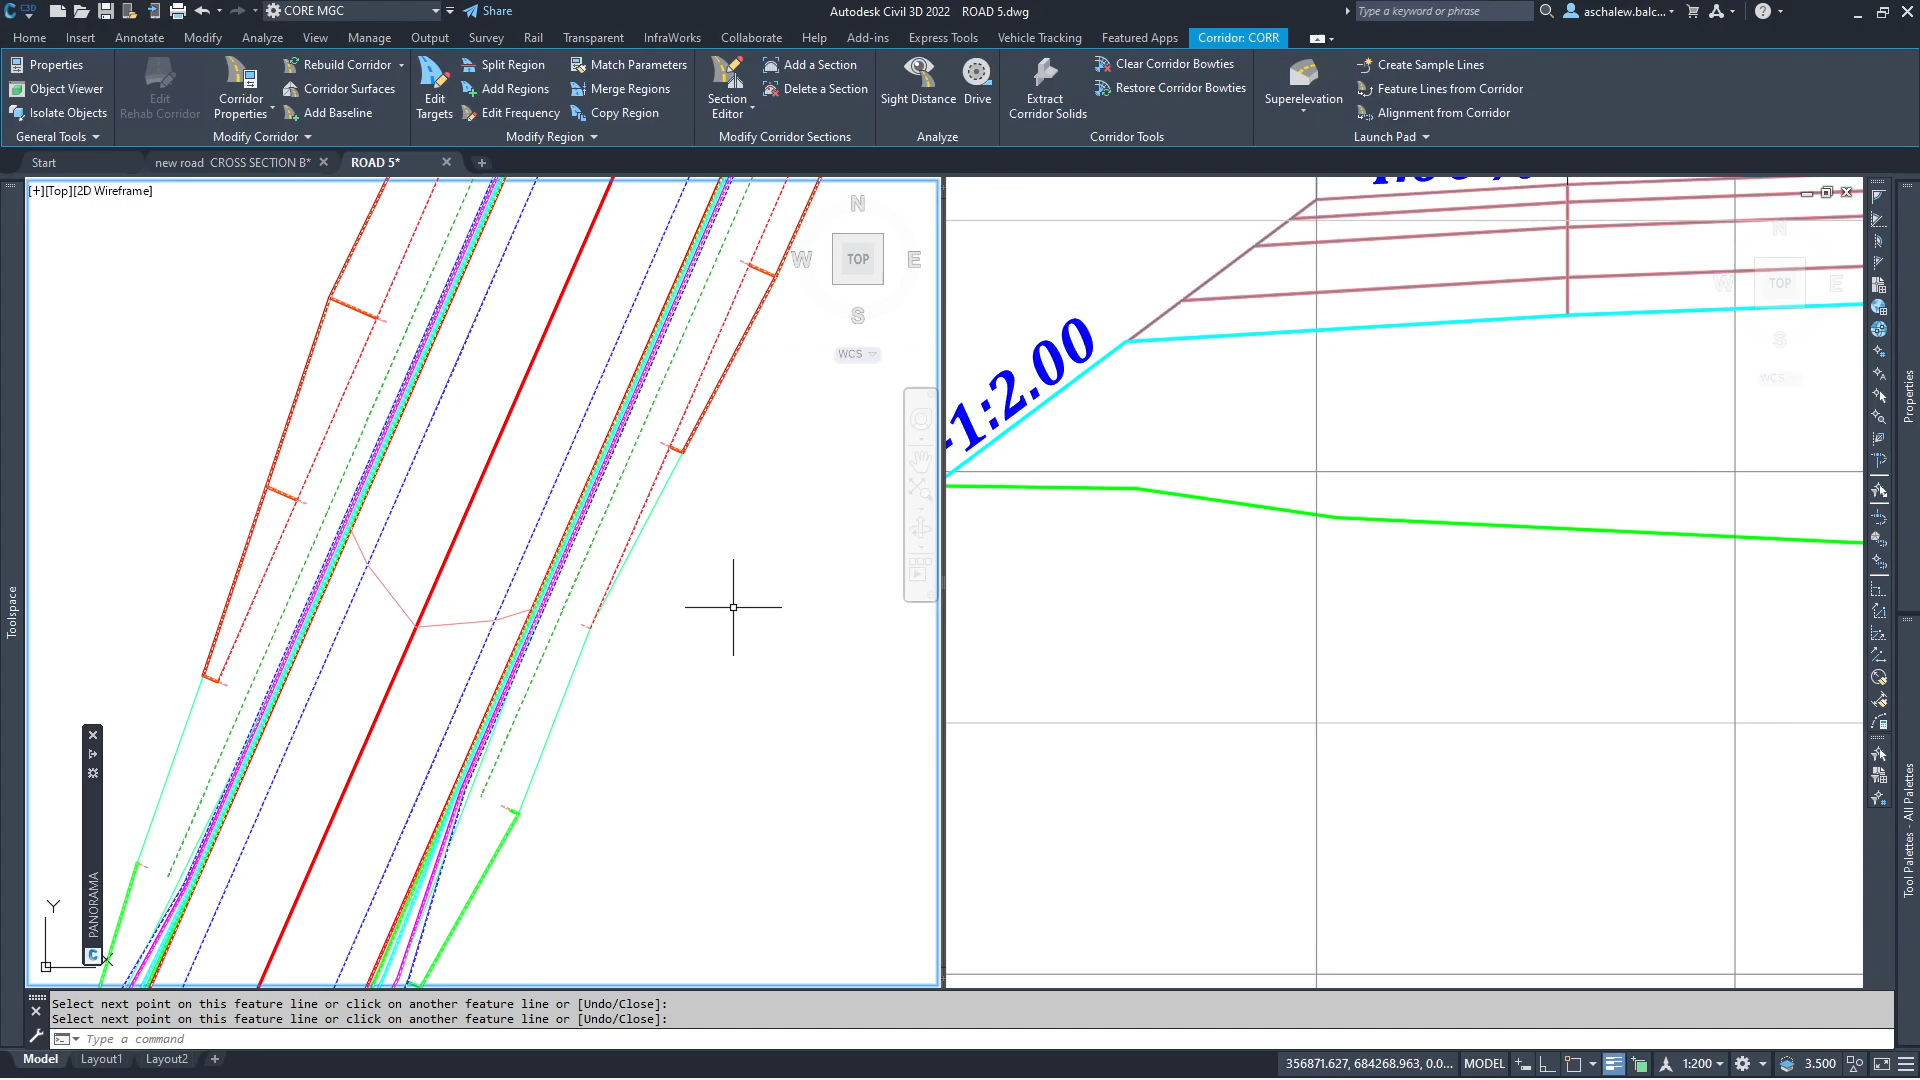 C3D
CORE MGC
Share
Autodesk Civil 3D 2022 ROAD 5.dwg
Type a keyword or phrase
aschalew.balc...
Home Insert Annotate Modify Analyze View Manage Output Survey Rail Transparent InfraWorks Collaborate Help Add-ins Express Tools Vehicle Tracking Featured Apps Corridor: CORR
Properties
Object Viewer
Isolate Objects
General Tools
Edit
Rehab Corridor
Corridor
Properties
Rebuild Corridor
Corridor Surfaces
Add Baseline
Modify Corridor
Edit
Targets
Split Region
Add Regions
Edit Frequency
Match Parameters
Merge Regions
Copy Region
Modify Region
Section
Editor
Add a Section
Delete a Section
Modify Corridor Sections
Sight Distance
Drive
Analyze
Extract
Corridor Solids
Clear Corridor Bowties
Restore Corridor Bowties
Corridor Tools
Superelevation
Create Sample Lines
Feature Lines from Corridor
Alignment from Corridor
Launch Pad
Start
new road CROSS SECTION B*
ROAD 5*
[+][Top][2D Wireframe]
N
W TOP E
S
WCS
N
W TOP E
S
WCS
-1:2.00
Toolspace
Properties
Tool Palettes - All Palettes
PANORAMA
Y
X
Select next point on this feature line or click on another feature line or [Undo/Close]:
Select next point on this feature line or click on another feature line or [Undo/Close]:
Type a command
Model Layout1 Layout2
356871.627, 684268.963, 0.0... MODEL 1:200 3.500